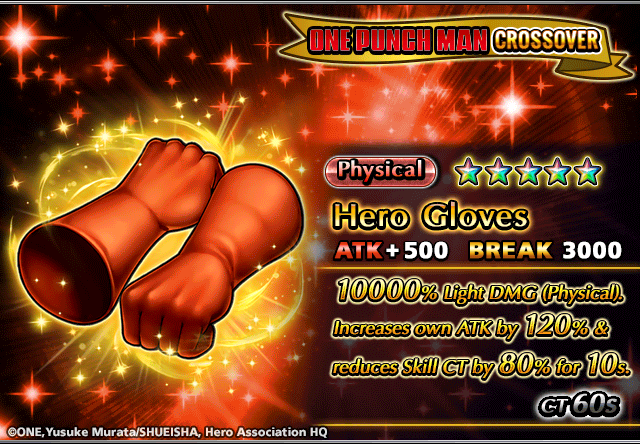 ONE PUNCH MAN CROSSOVER
Physical
Hero Gloves
ATK+500 BREAK 3000
10000% Light DMG (Physical).
Increases own ATK by 120% &
reduces Skill CT by 80% for 10s.
CT 60s
©ONE,Yusuke Murata/SHUEISHA, Hero Association HQ